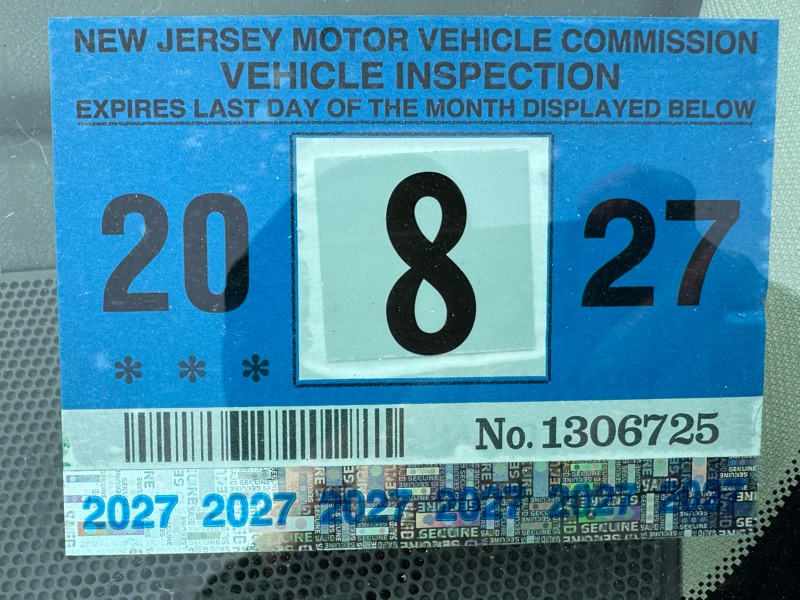 NEW JERSEY MOTOR VEHICLE COMMISSION
VEHICLE INSPECTION
EXPIRES LAST DAY OF THE MONTH DISPLAYED BELOW
20 8 27
* * *
No. 1306725
2027 2027 2027 2027 2027 2027